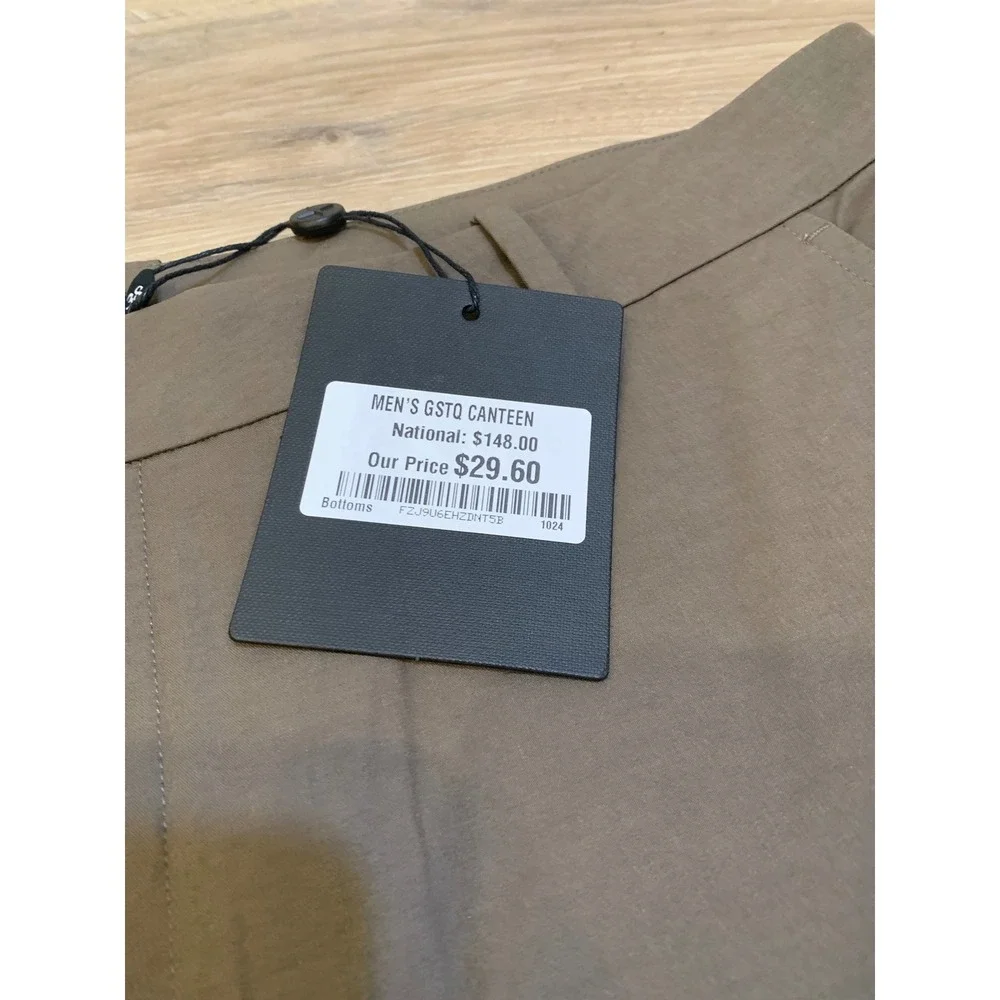 MEN'S GSTQ CANTEEN
National: $148.00
Our Price $29.60
Bottoms FZJ9U6EHZDNT5B 1024